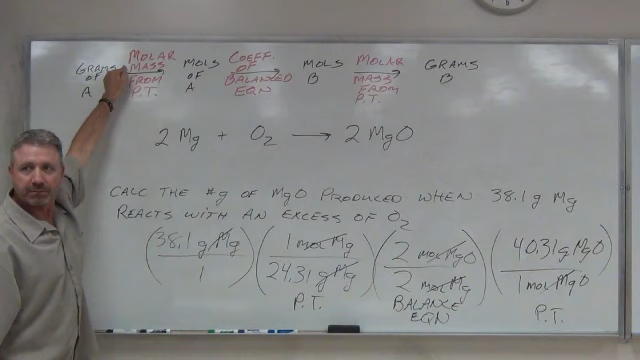 GRAMS OF A MOLAR MASS FROM P.T. → MOLS OF A COEFF. OF BALANCED EQN → MOLS B MOLAR MASS FROM P.T. → GRAMS B
2 Mg + O₂ → 2 MgO
CALC THE #g OF MgO PRODUCED WHEN 38.1 g Mg
REACTS WITH AN EXCESS OF O₂
(38.1 g Mg / 1) (1 mol Mg / 24.31 g Mg) (2 mol MgO / 2 mol Mg) (40.31 g MgO / 1 mol MgO)
P.T. BALANCE EQN P.T.